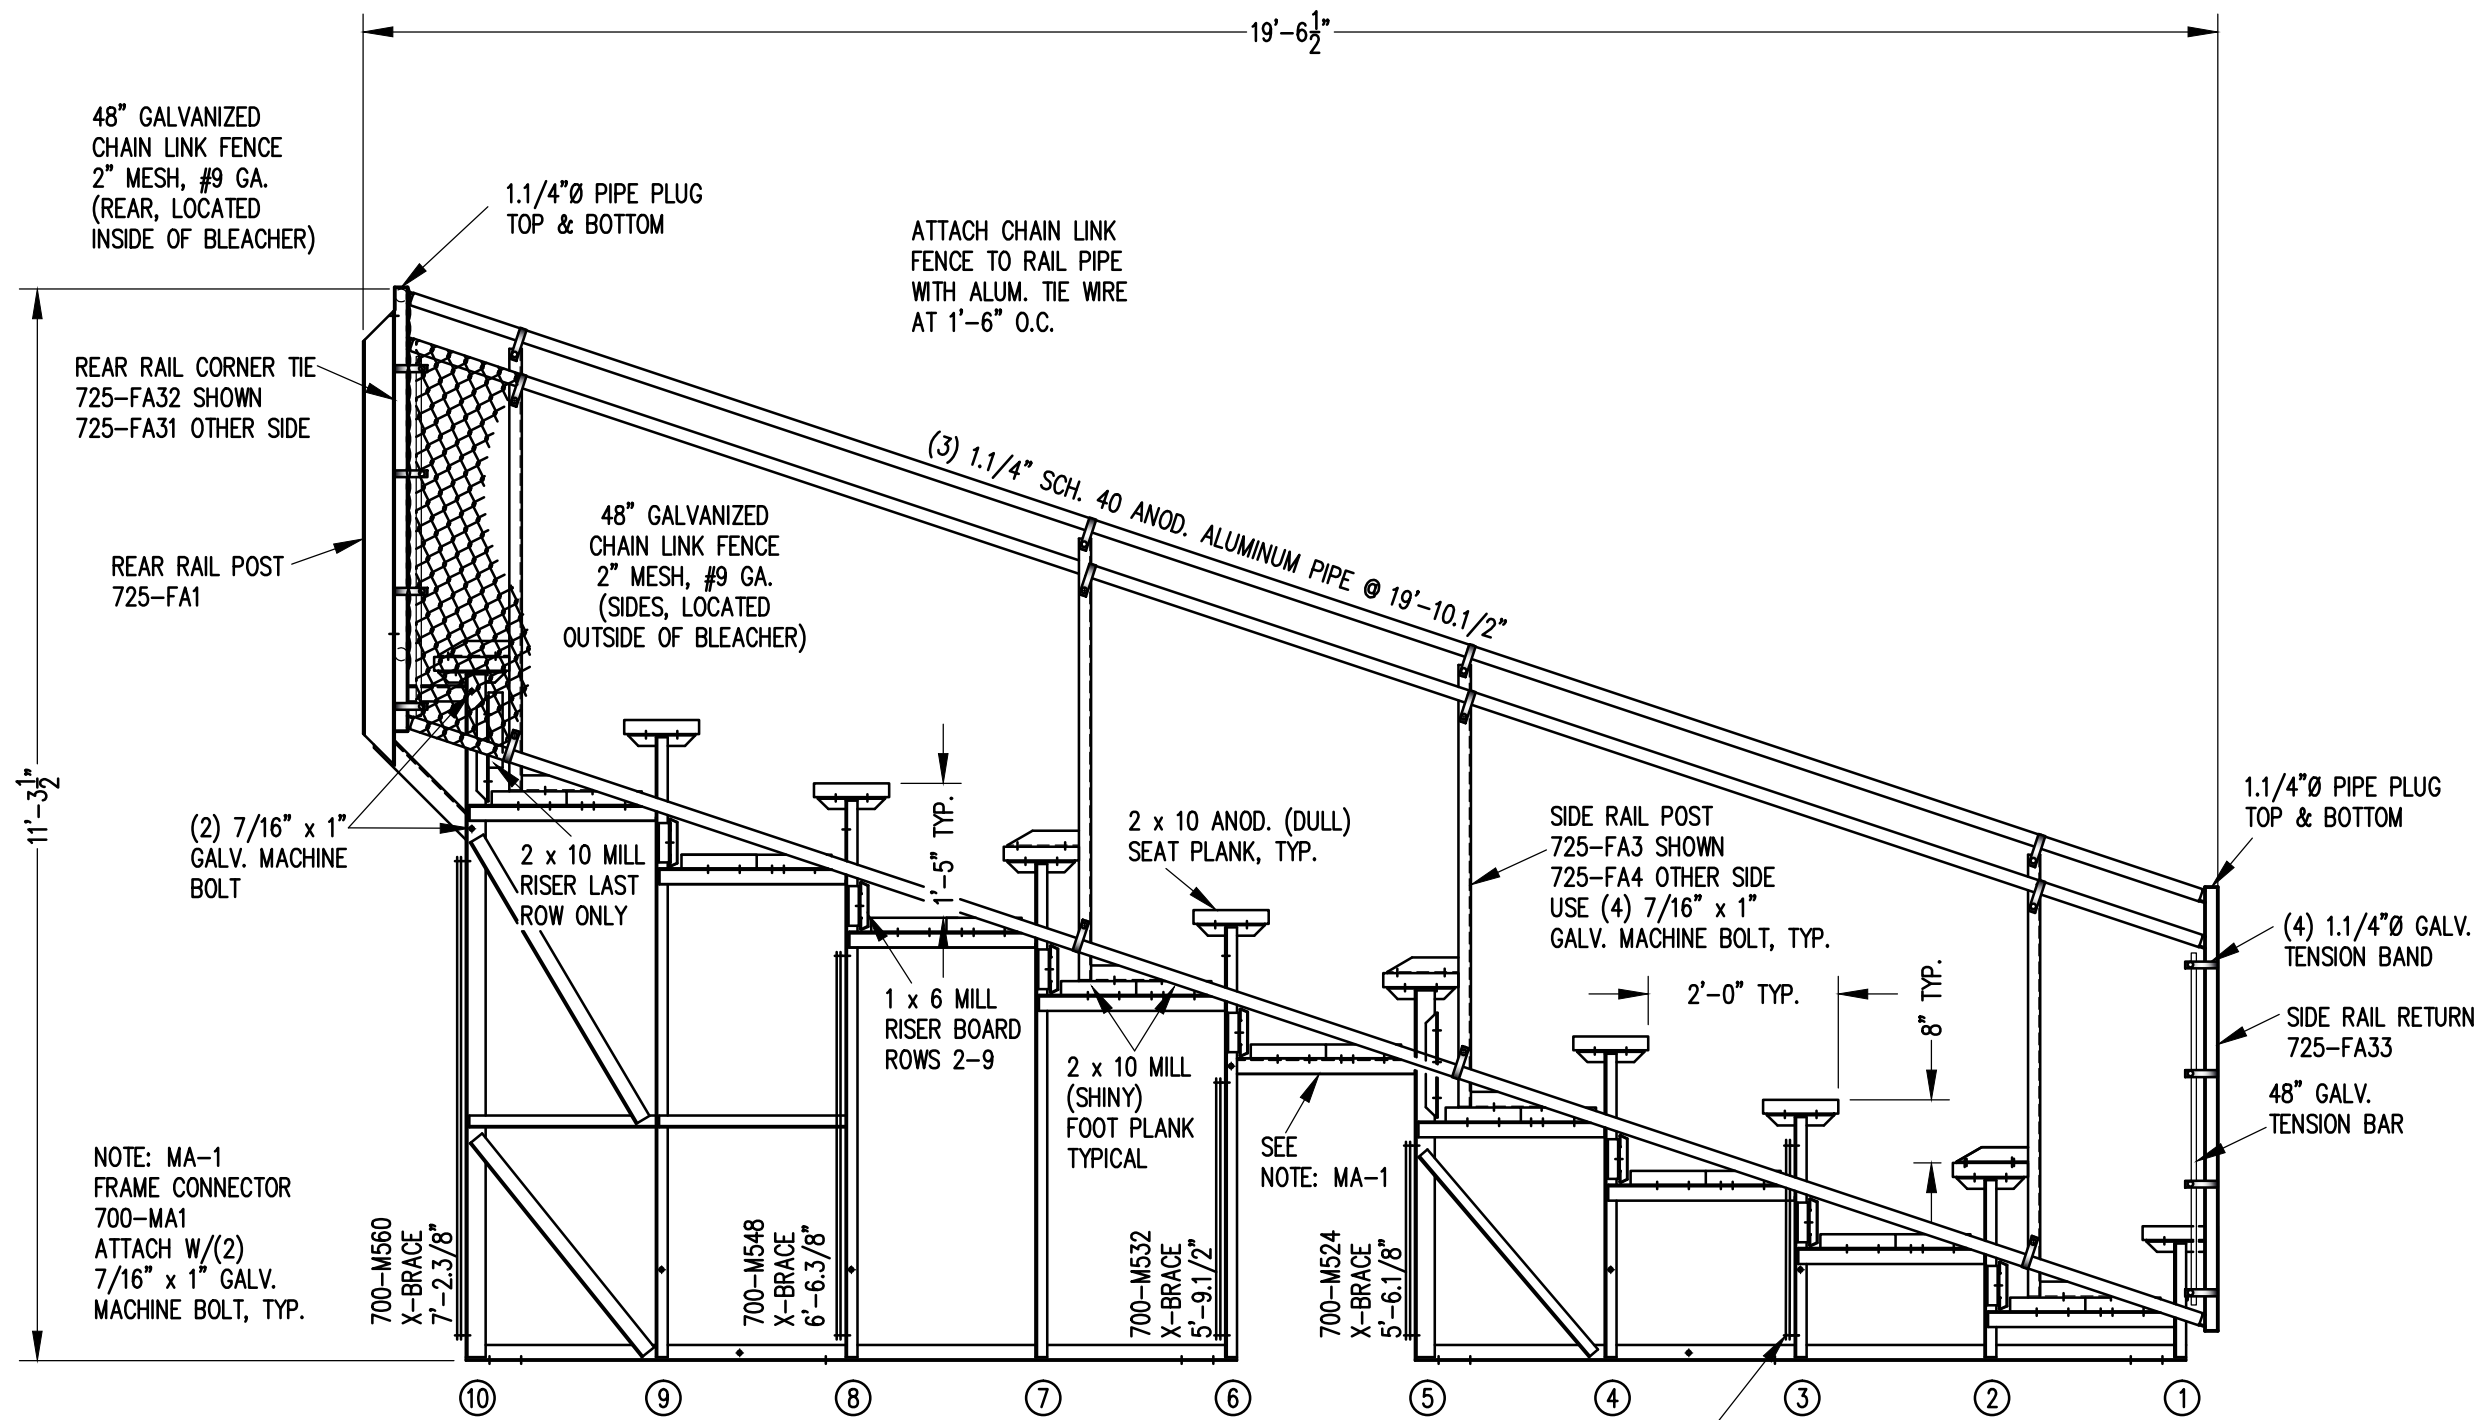 19'-6 1/2"
48" GALVANIZED
CHAIN LINK FENCE
2" MESH, #9 GA.
(REAR, LOCATED
INSIDE OF BLEACHER)
1.1/4"Ø PIPE PLUG
TOP & BOTTOM
ATTACH CHAIN LINK
FENCE TO RAIL PIPE
WITH ALUM. TIE WIRE
AT 1'-6" O.C.
REAR RAIL CORNER TIE
725-FA32 SHOWN
725-FA31 OTHER SIDE
(3) 1.1/4" SCH. 40 ANOD. ALUMINUM PIPE @ 19'-10.1/2"
48" GALVANIZED
CHAIN LINK FENCE
2" MESH, #9 GA.
(SIDES, LOCATED
OUTSIDE OF BLEACHER)
REAR RAIL POST
725-FA1
11'-3 1/2"
(2) 7/16" x 1"
GALV. MACHINE
BOLT
2 x 10 MILL
RISER LAST
ROW ONLY
1'-5" TYP.
2 x 10 ANOD. (DULL)
SEAT PLANK, TYP.
SIDE RAIL POST
725-FA3 SHOWN
725-FA4 OTHER SIDE
USE (4) 7/16" x 1"
GALV. MACHINE BOLT, TYP.
1.1/4"Ø PIPE PLUG
TOP & BOTTOM
(4) 1.1/4"Ø GALV.
TENSION BAND
2'-0" TYP.
8" TYP.
SIDE RAIL RETURN
725-FA33
48" GALV.
TENSION BAR
1 x 6 MILL
RISER BOARD
ROWS 2-9
2 x 10 MILL
(SHINY)
FOOT PLANK
TYPICAL
SEE
NOTE: MA-1
NOTE: MA-1
FRAME CONNECTOR
700-MA1
ATTACH W/(2)
7/16" x 1" GALV.
MACHINE BOLT, TYP.
700-M560
X-BRACE
7'-2.3/8"
700-M548
X-BRACE
6'-6.3/8"
700-M532
X-BRACE
5'-9.1/2"
700-M524
X-BRACE
5'-6.1/8"
10 9 8 7 6 5 4 3 2 1